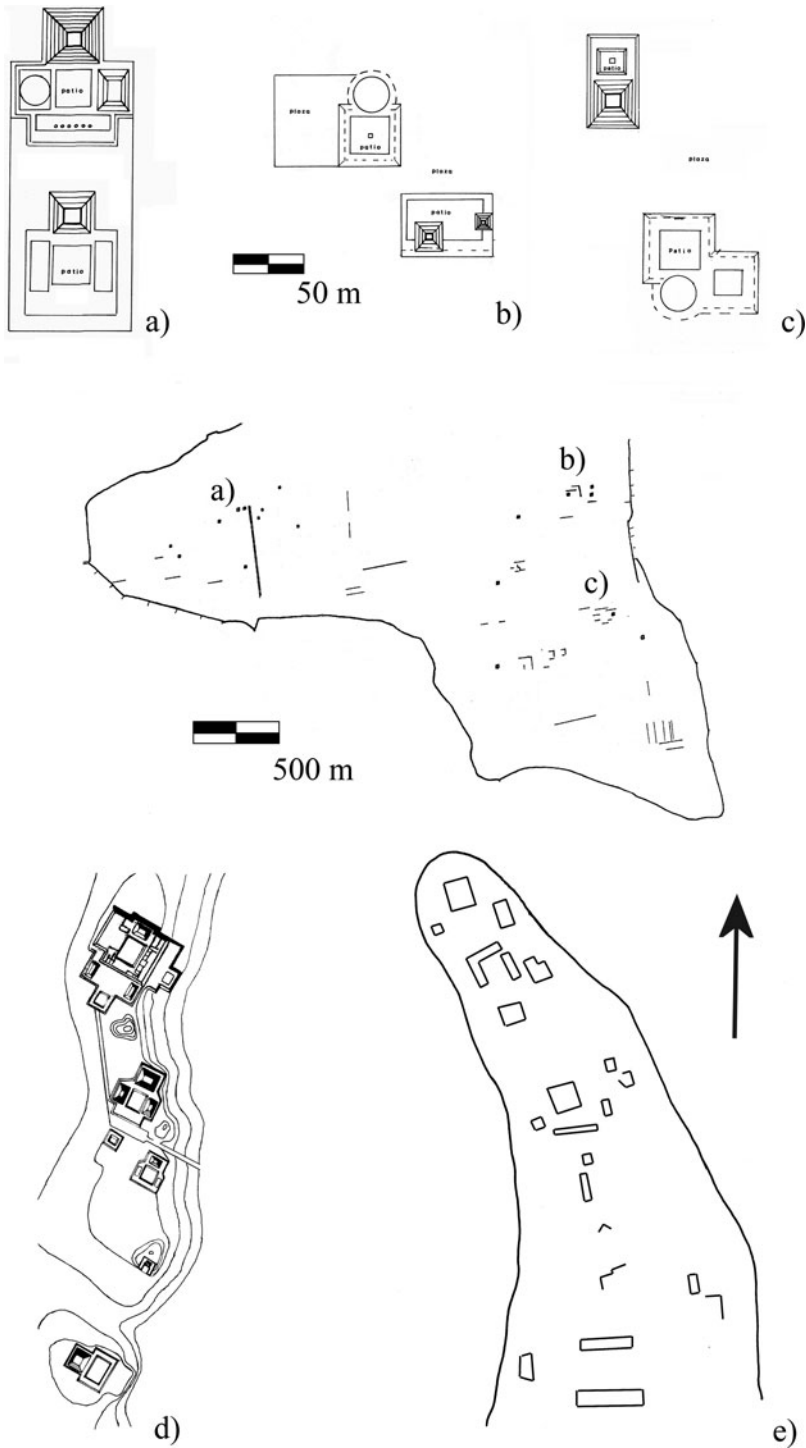 patio
patio
a)
plaza
patio
plaza
patio
50 m
b)
patio
plaza
Patio
c)
a)
b)
c)
500 m
d)
e)